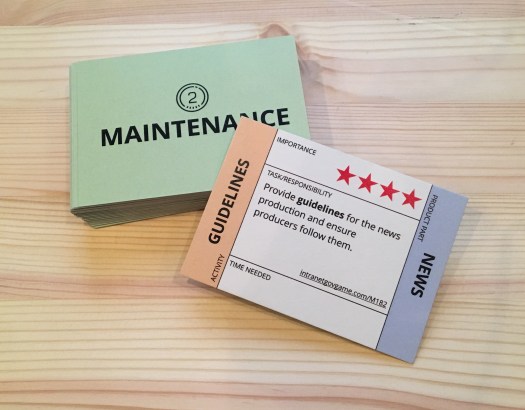 2
MAINTENANCE
IMPORTANCE
TASK/RESPONSIBILITY
Provide guidelines for the news
production and ensure
producers follow them.
TIME NEEDED
intranetgovgame.com/M182
ACTIVITY
GUIDELINES
PRODUCT PART
NEWS